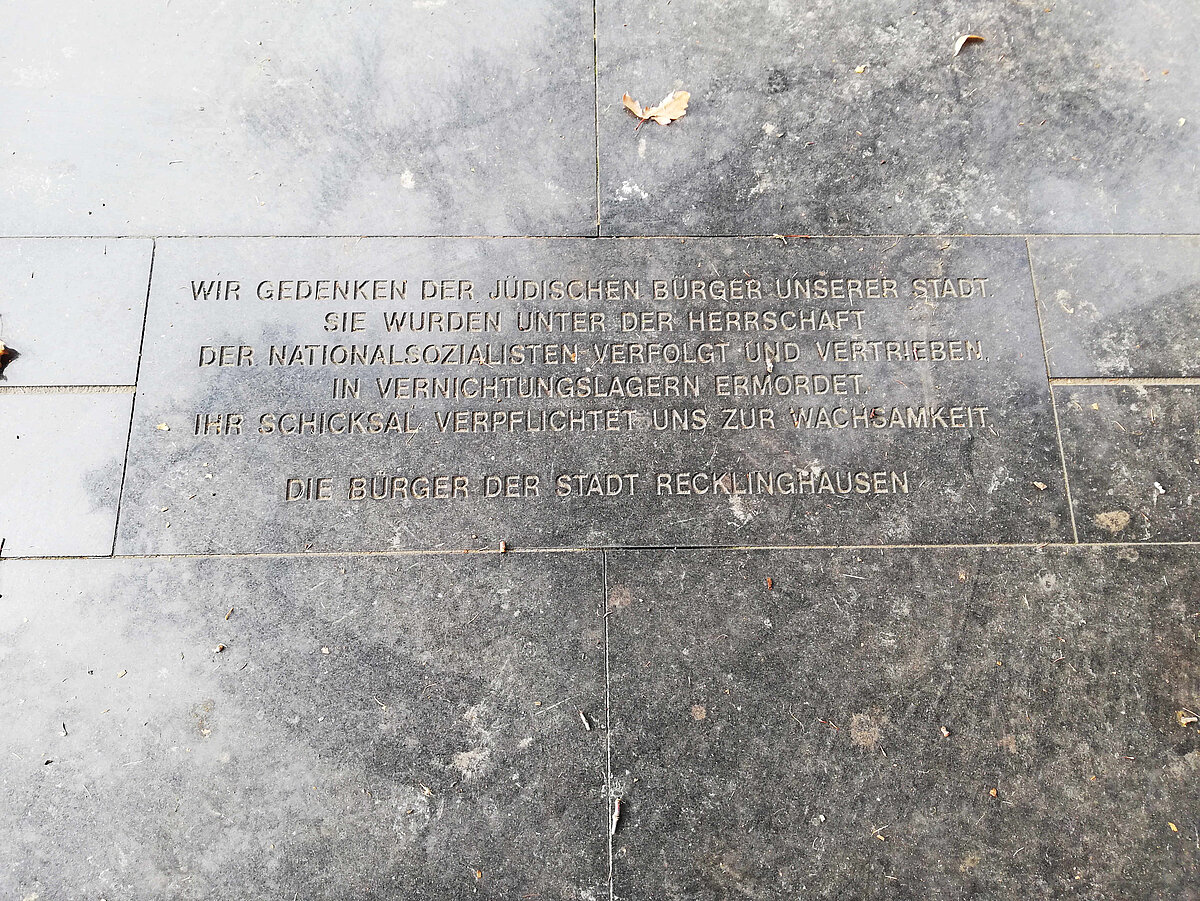 WIR GEDENKEN DER JÜDISCHEN BÜRGER UNSERER STADT.
SIE WURDEN UNTER DER HERRSCHAFT
DER NATIONALSOZIALISTEN VERFOLGT UND VERTRIEBEN,
IN VERNICHTUNGSLAGERN ERMORDET.
IHR SCHICKSAL VERPFLICHTET UNS ZUR WACHSAMKEIT.
DIE BÜRGER DER STADT RECKLINGHAUSEN